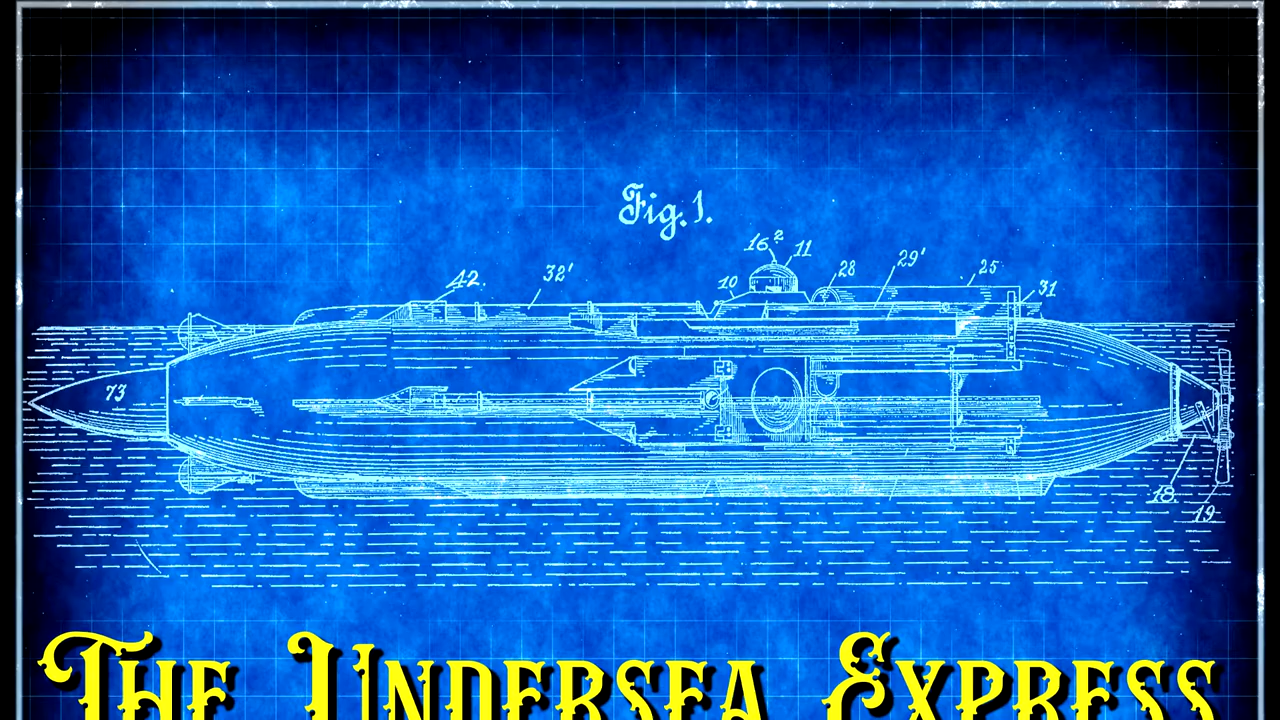 Fig. 1.
16² 11
10 28 29' 25 31
42. 32'
73
18.
19.
The Undersea Express